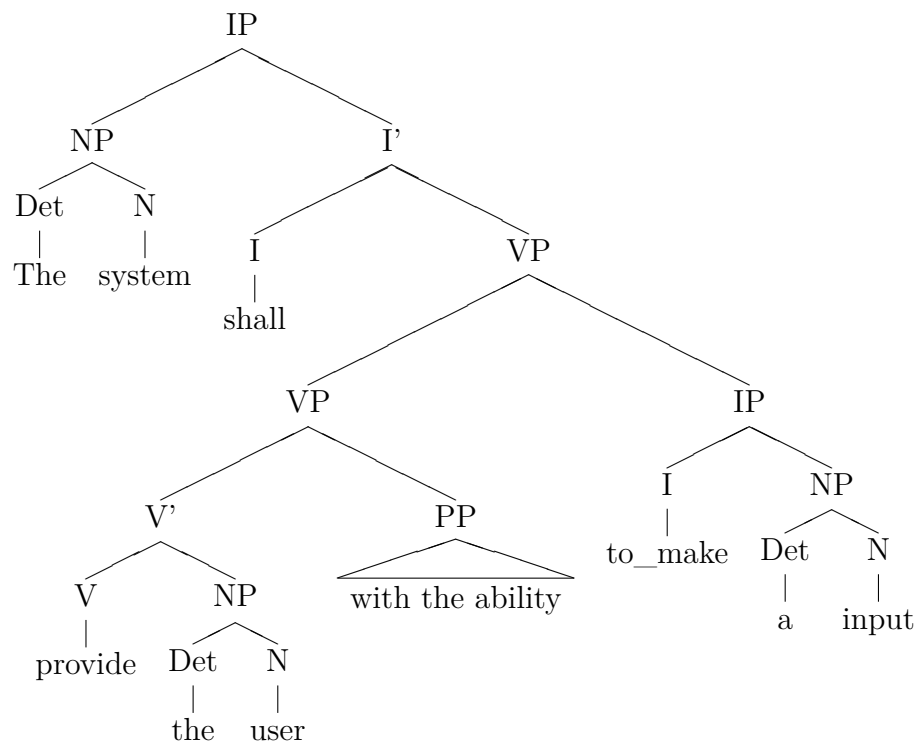 IP
NP I'
Det N I VP
The system
shall
VP IP
I NP
V' PP
to_make Det N
V NP with the ability
a input
provide Det N
the user